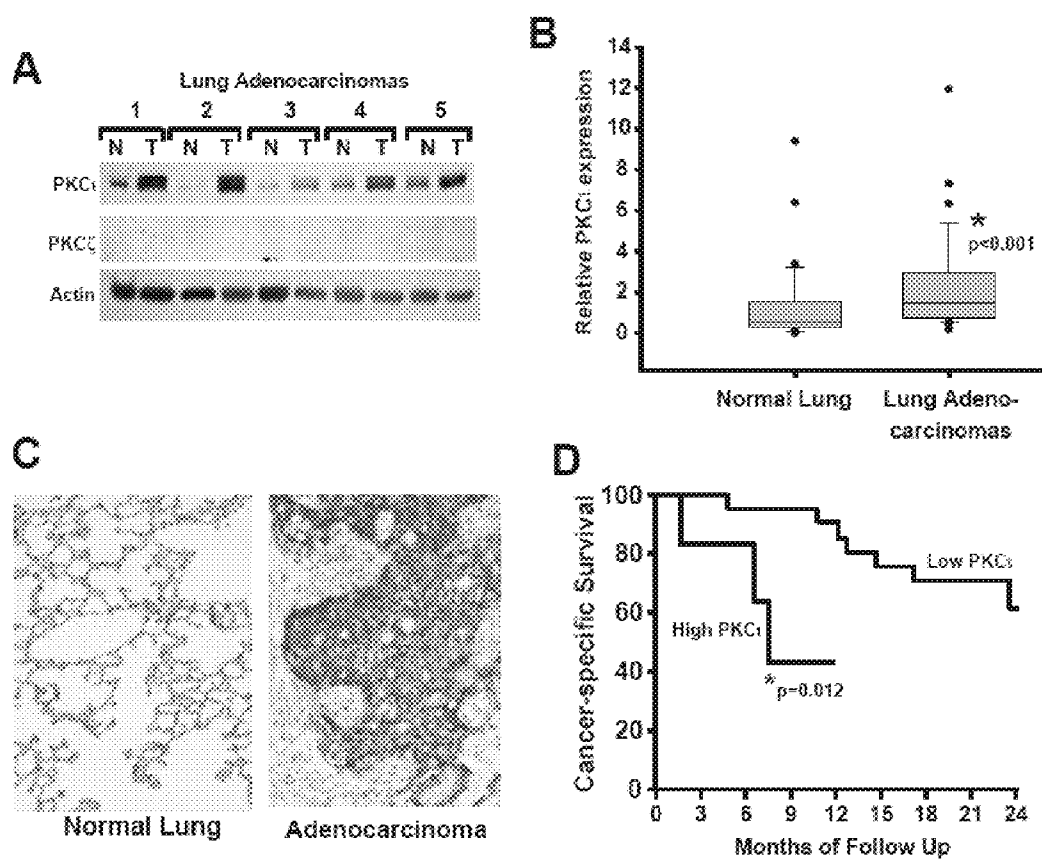 A
Lung Adenocarcinomas
1 2 3 4 5
N T N T N T N T N T
PKCι
PKCζ
Actin
B
Relative PKCι expression
14
12
10
8
6
4
2
0
*
p<0.001
Normal Lung
Lung Adeno-
carcinomas
C
Normal Lung
Adenocarcinoma
D
Cancer-specific Survival
100
80
60
40
20
0
Low PKCι
High PKCι
*p=0.012
0 3 6 9 12 15 18 21 24
Months of Follow Up